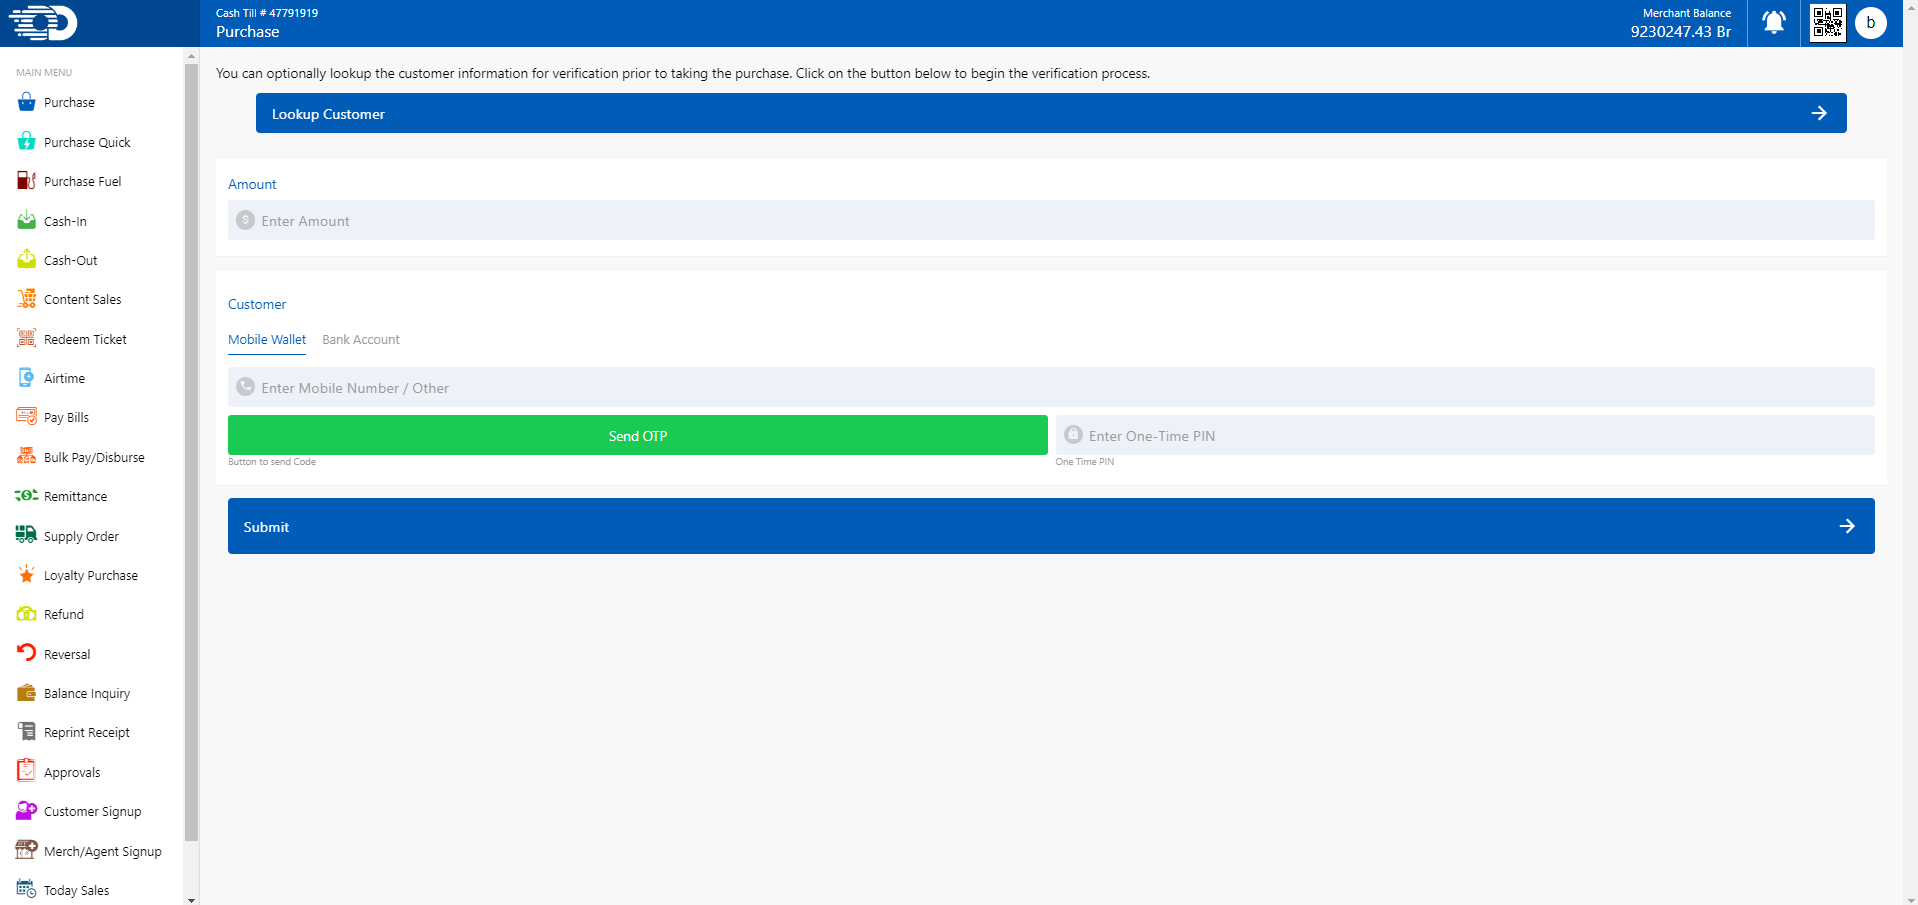 Cash Till # 47791919
Purchase
Merchant Balance
9230247.43 Br
b
MAIN MENU
Purchase
Purchase Quick
Purchase Fuel
Cash-In
Cash-Out
Content Sales
Redeem Ticket
Airtime
Pay Bills
Bulk Pay/Disburse
Remittance
Supply Order
Loyalty Purchase
Refund
Reversal
Balance Inquiry
Reprint Receipt
Approvals
Customer Signup
Merch/Agent Signup
Today Sales
You can optionally lookup the customer information for verification prior to taking the purchase. Click on the button below to begin the verification process.
Lookup Customer
Amount
Enter Amount
Customer
Mobile Wallet Bank Account
Enter Mobile Number / Other
Send OTP
Enter One-Time PIN
Button to send Code
One Time PIN
Submit